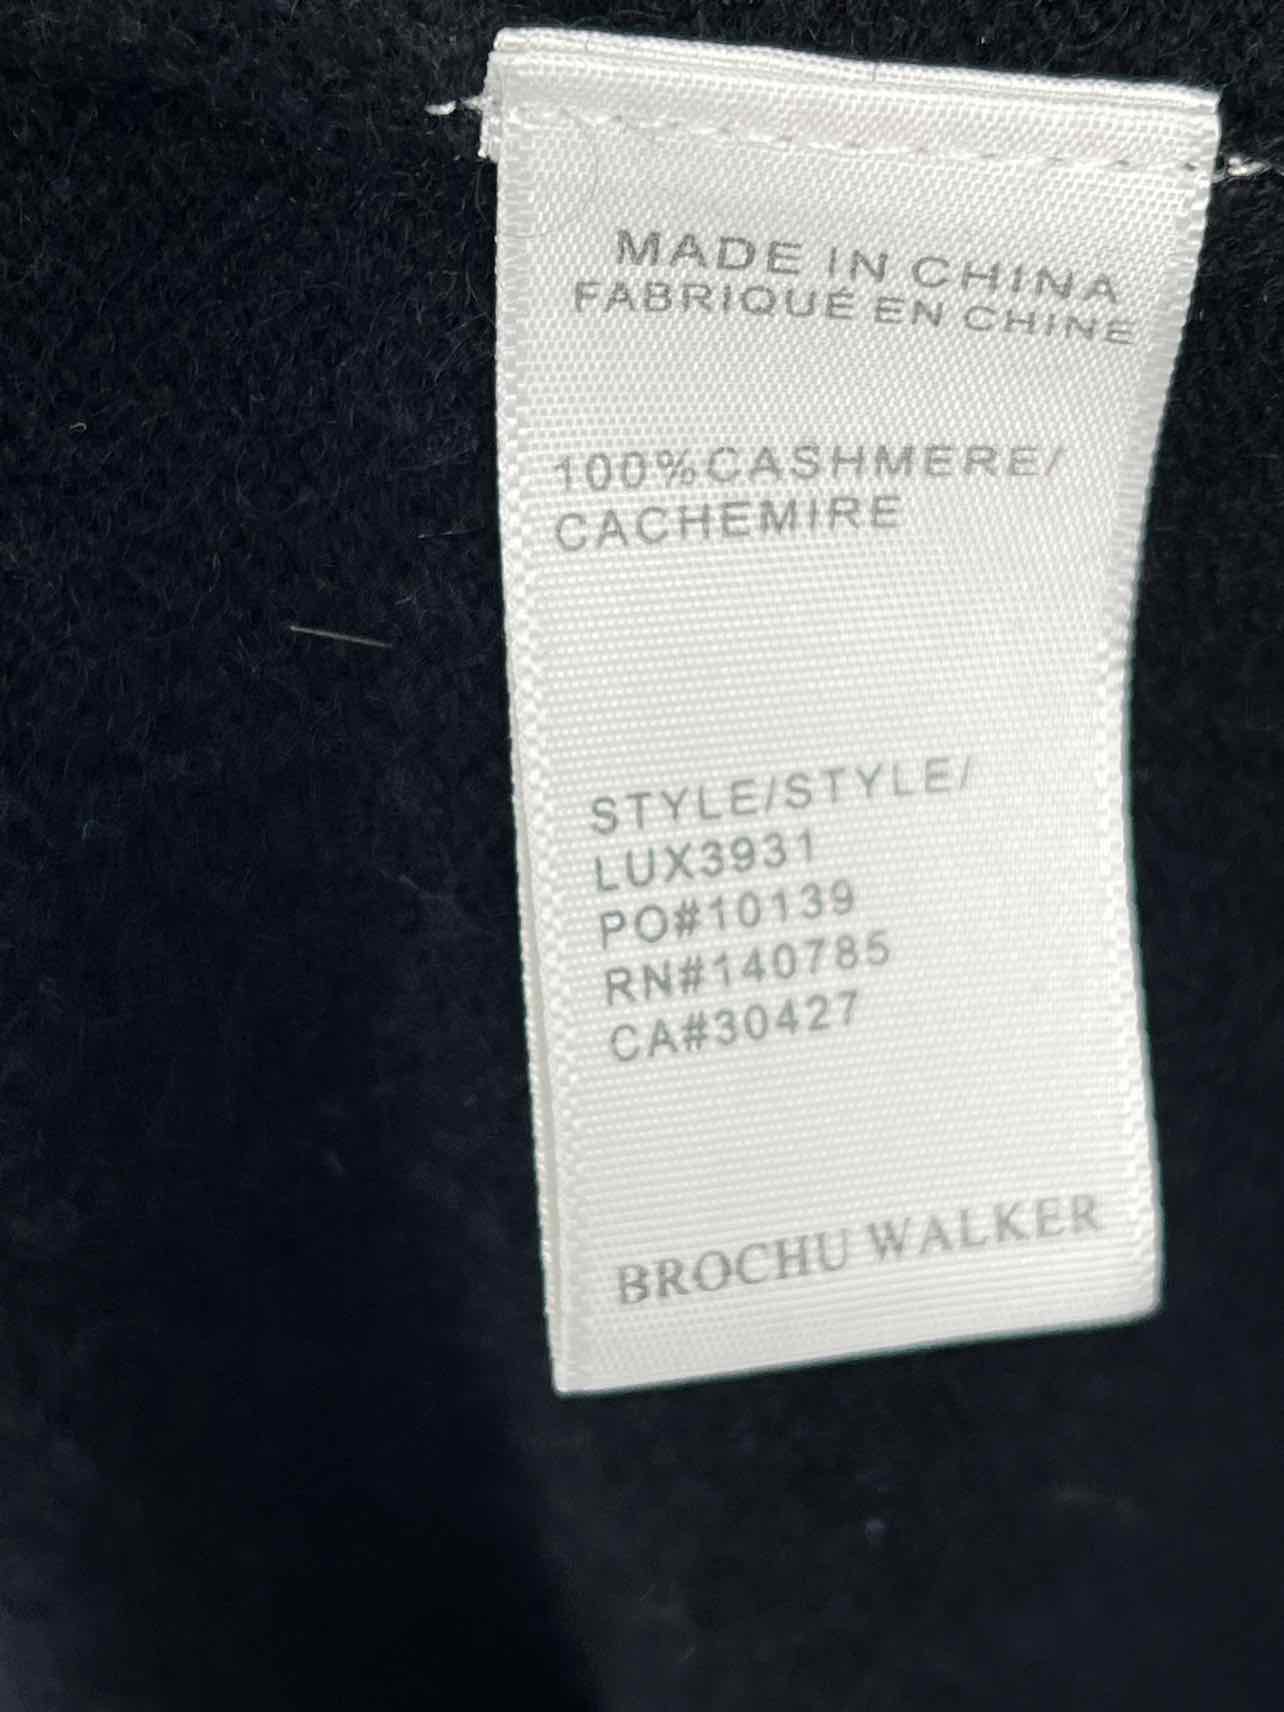 MADE IN CHINA
FABRIQUÉ EN CHINE
100%CASHMERE/
CACHEMIRE
STYLE/STYLE/
LUX3931
PO#10139
RN#140785
CA#30427
BROCHU WALKER